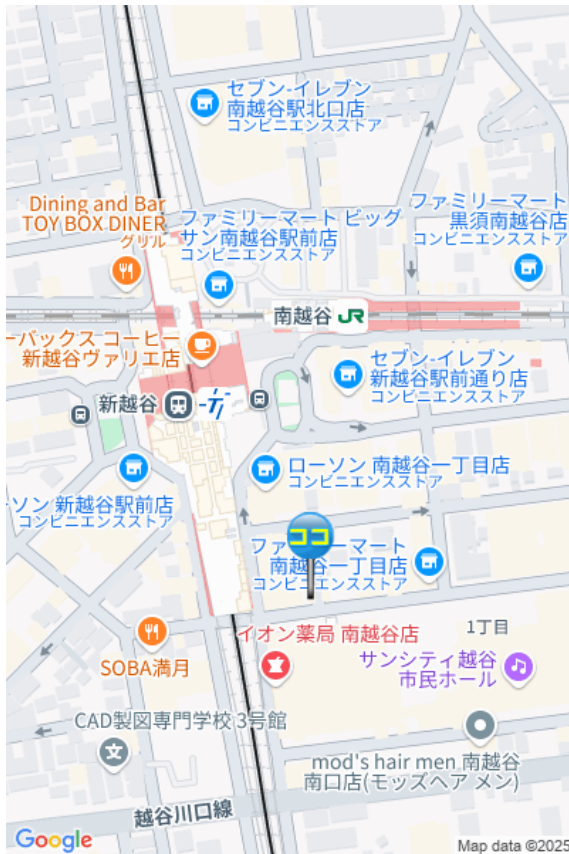 セブン-イレブン
南越谷駅北口店
コンビニエンスストア
Dining and Bar
TOY BOX DINER
グリル
ファミリーマート ビッグ
サン南越谷駅前店
コンビニエンスストア
ファミリーマート
黒須南越谷店
コンビニエンスストア
南越谷 JR
ーバックス コーヒー
新越谷ヴァリエ店
セブン-イレブン
新越谷駅前通り店
コンビニエンスストア
新越谷
ローソン 南越谷一丁目店
コンビニエンスストア
ーソン 新越谷駅前店
コンビニエンスストア
ココ
ファ ーマート
南越谷一丁目店
コンビニエンスストア
イオン薬局 南越谷店
1丁目
サンシティ越谷
市民ホール
SOBA満月
CAD製図専門学校 3号館
文
mod's hair men 南越谷
南口店(モッズヘア メン)
越谷川口線
Google
Map data ©2025